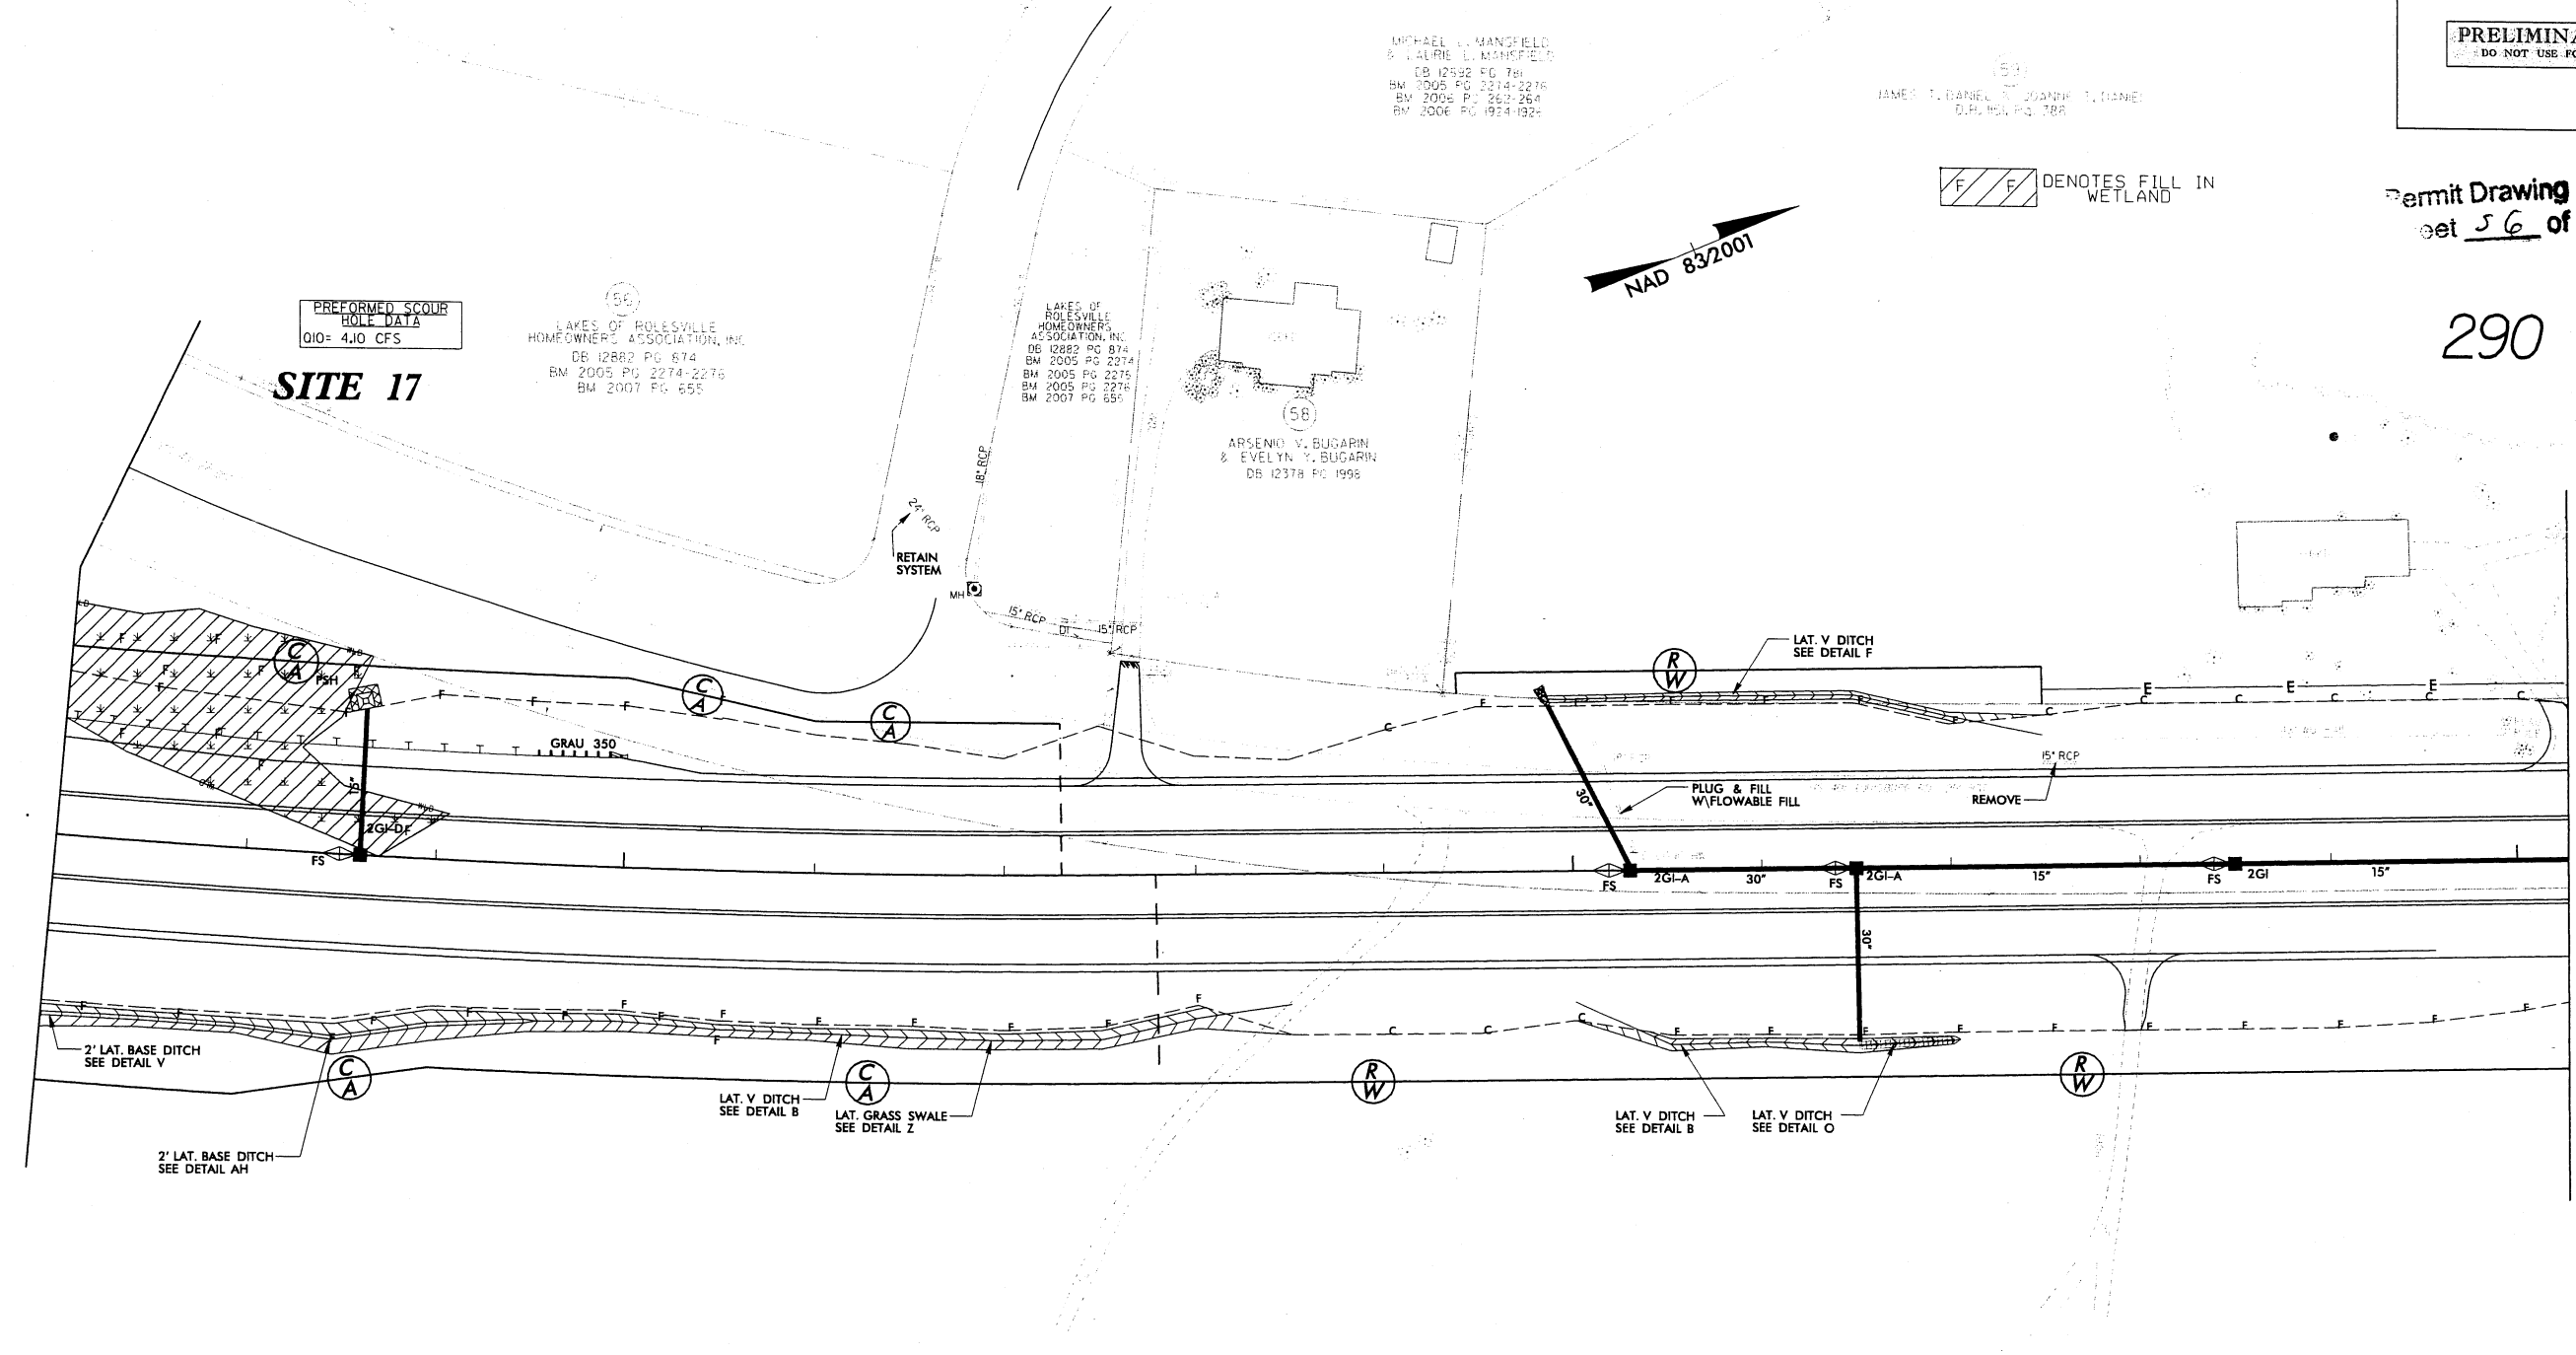 PRELIMINA
DO NOT USE FO
MICHAEL L. MANSFIELD
& LAURIE L. MANSFIELD
DB 12692 PG 781
BM 2005 PG 2274-2276
BM 2006 PG 262-264
BM 2006 PG 1924-1926
(59)
JAMES T. DANIEL & JOANNE T. DANIEL
F F
DENOTES FILL IN
WETLAND
Permit Drawing
eet 56 of
NAD 83/2001
290
PREFORMED SCOUR
HOLE DATA
Q10= 4.10 CFS
SITE 17
56
LAKES OF ROLESVILLE
HOMEOWNERS ASSOCIATION, INC
DB 12882 PG 874
BM 2005 PG 2274-2276
BM 2007 PG 655
LAKES OF
ROLESVILLE
HOMEOWNERS
ASSOCIATION, INC.
DB 12882 PG 874
BM 2005 PG 2274
BM 2005 PG 2275
BM 2005 PG 2276
BM 2007 PG 655
58
ARSENIO V. BUGARIN
& EVELYN Y. BUGARIN
DB 12378 PG 1998
18" RCP
24" RCP
RETAIN
SYSTEM
MH
15" RCP
DI
15" RCP
LAT. V DITCH
SEE DETAIL F
R
W
C
A
PSH
C
A
C
A
GRAU 350
15"
2GI-DF
FS
30"
PLUG & FILL
W\FLOWABLE FILL
15" RCP
REMOVE
E E E
FS
2GI-A
30"
FS
2GI-A
15"
FS
2GI
15"
30"
2' LAT. BASE DITCH
SEE DETAIL V
C
A
LAT. V DITCH
SEE DETAIL B
C
A
LAT. GRASS SWALE
SEE DETAIL Z
R
W
LAT. V DITCH
SEE DETAIL B
LAT. V DITCH
SEE DETAIL O
R
W
2' LAT. BASE DITCH
SEE DETAIL AH